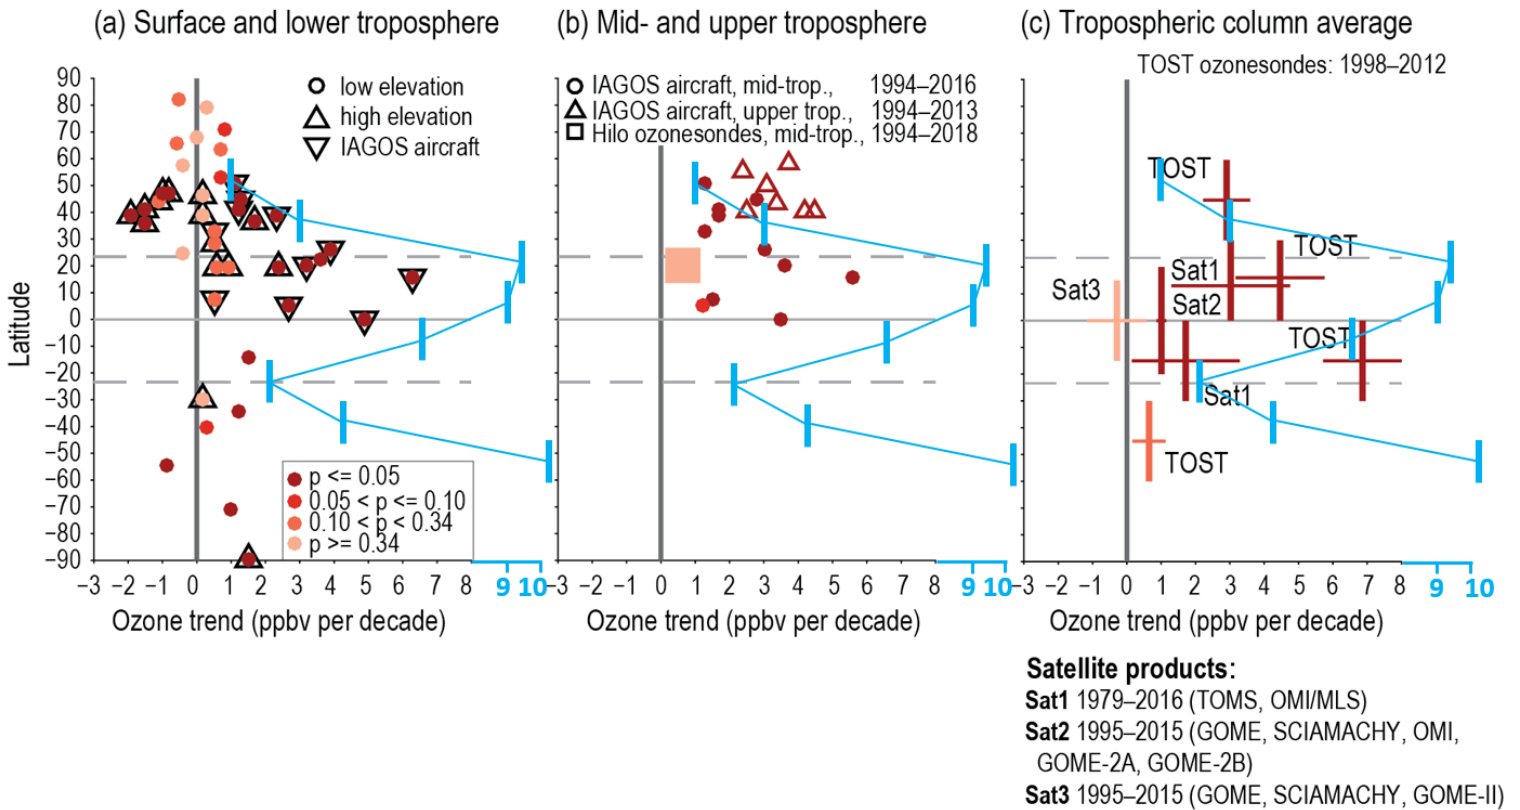 (a) Surface and lower troposphere
(b) Mid- and upper troposphere
(c) Tropospheric column average
90
80
70
60
50
40
30
20
10
0
−10
−20
−30
−40
−50
−60
−70
−80
−90
Latitude
low elevation
high elevation
IAGOS aircraft
p <= 0.05
0.05 < p <= 0.10
0.10 < p < 0.34
p >= 0.34
−3 −2 −1 0 1 2 3 4 5 6 7 8 9 10
Ozone trend (ppbv per decade)
IAGOS aircraft, mid-trop., 1994–2016
IAGOS aircraft, upper trop., 1994–2013
Hilo ozonesondes, mid-trop., 1994–2018
−3 −2 −1 0 1 2 3 4 5 6 7 8 9 10
Ozone trend (ppbv per decade)
TOST ozonesondes: 1998–2012
TOST
TOST
Sat1
Sat3
Sat2
TOST
Sat1
TOST
−3 −2 −1 0 1 2 3 4 5 6 7 8 9 10
Ozone trend (ppbv per decade)
Satellite products:
Sat1 1979–2016 (TOMS, OMI/MLS)
Sat2 1995–2015 (GOME, SCIAMACHY, OMI,
GOME-2A, GOME-2B)
Sat3 1995–2015 (GOME, SCIAMACHY, GOME-II)